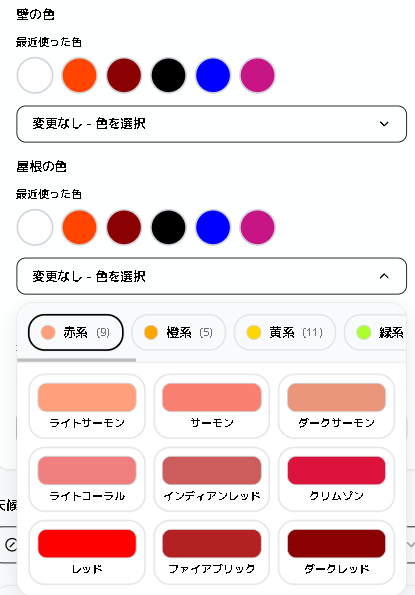 壁の色
最近使った色
変更なし - 色を選択
屋根の色
最近使った色
変更なし - 色を選択
赤系 (9) 橙系 (5) 黄系 (11) 緑系
ライトサーモン サーモン ダークサーモン
ライトコーラル インディアンレッド クリムゾン
レッド ファイアブリック ダークレッド